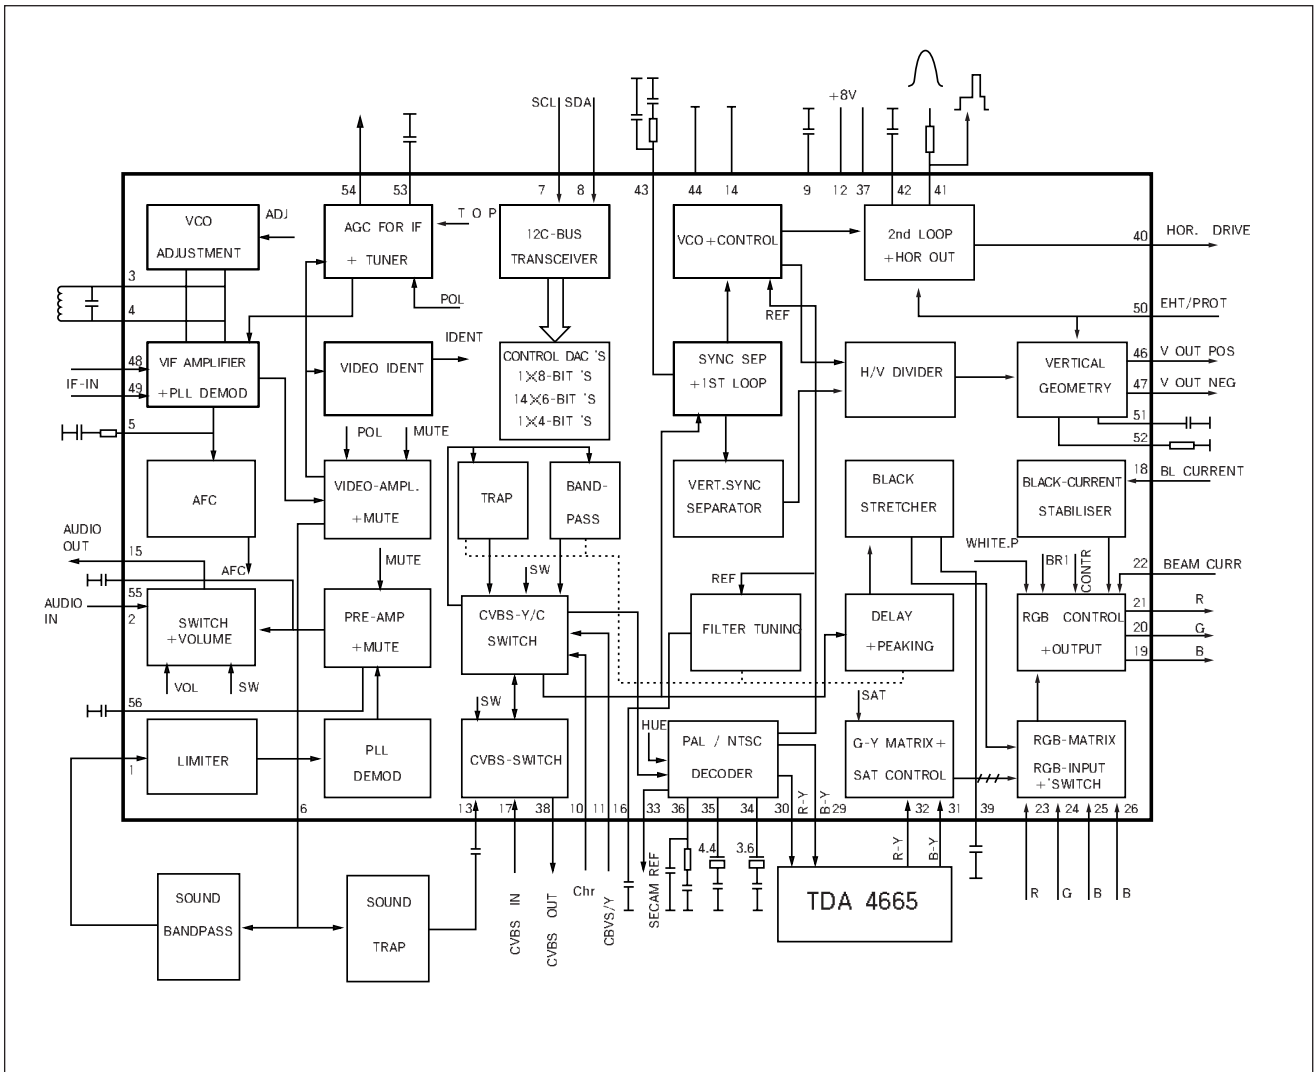 +8V
SCL SDA
54 53 7 8 43 44 14 9 12 37 42 41
VCO
ADJUSTMENT
ADJ
AGC FOR IF
+ TUNER
T O P
12C-BUS
TRANSCEIVER
VCO+CONTROL
2nd LOOP
+HOR OUT
40
HOR. DRIVE
3
4
POL
REF
50
EHT/PROT
48
49
IF-IN
VIF AMPLIFIER
+PLL DEMOD
VIDEO IDENT
IDENT
CONTROL DAC 'S
1×8-BIT 'S
14×6-BIT 'S
1×4-BIT 'S
SYNC SEP
+1ST LOOP
H/V DIVIDER
VERTICAL
GEOMETRY
46
V OUT POS
47
V OUT NEG
51
52
5
POL
MUTE
AFC
VIDEO-AMPL.
+MUTE
TRAP
BAND-
PASS
VERT.SYNC
SEPARATOR
BLACK
STRETCHER
BLACK-CURRENT
STABILISER
18
BL CURRENT
AUDIO
OUT
15
AFC
MUTE
SW
REF
WHITE.P
BR1
CONTR
22
BEAM CURR
55
AUDIO
IN
2
SWITCH
+VOLUME
PRE-AMP
+MUTE
CVBS-Y/C
SWITCH
FILTER TUNING
DELAY
+PEAKING
RGB CONTROL
+OUTPUT
21
R
20
G
19
B
VOL
SW
56
SW
HUE
SAT
1
LIMITER
PLL
DEMOD
CVBS-SWITCH
PAL / NTSC
DECODER
G-Y MATRIX+
SAT CONTROL
RGB-MATRIX
RGB-INPUT
+'SWITCH
R-Y
B-Y
6 13 17 38 10 11 16 33 36 35 34 30 29 32 31 39 23 24 25 26
4.4
3.6
R-Y
B-Y
SOUND
BANDPASS
SOUND
TRAP
CVBS IN
CVBS OUT
Chr
CBVS/Y
SECAM REF
TDA 4665
R G B B